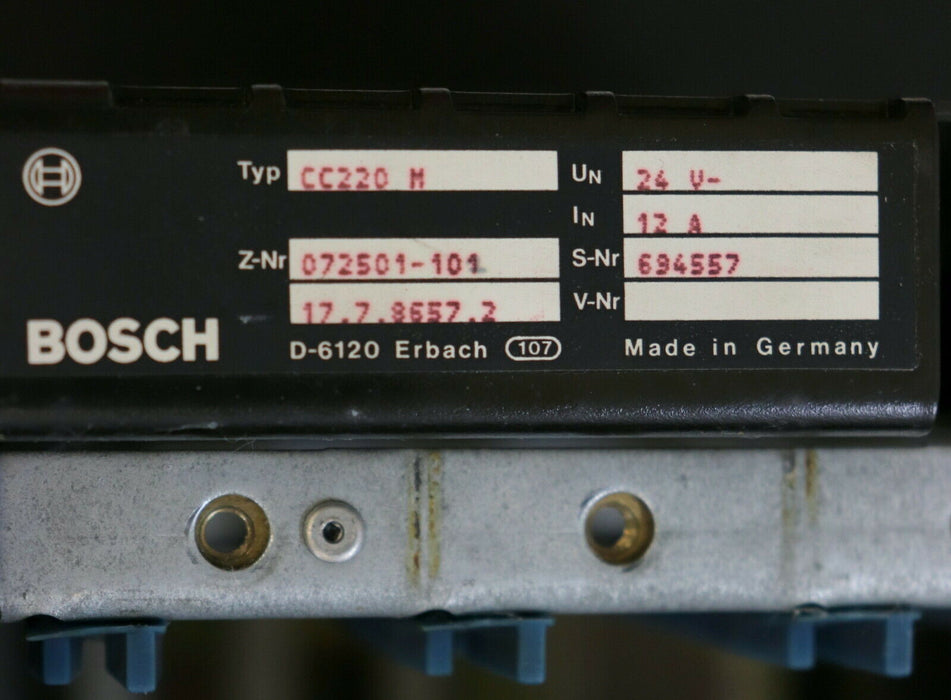 Typ CC220 M UN 24 V-
IN 12 A
Z-Nr 072501-101 S-Nr 694557
17.7.8657.2 V-Nr
BOSCH D-6120 Erbach 107 Made in Germany